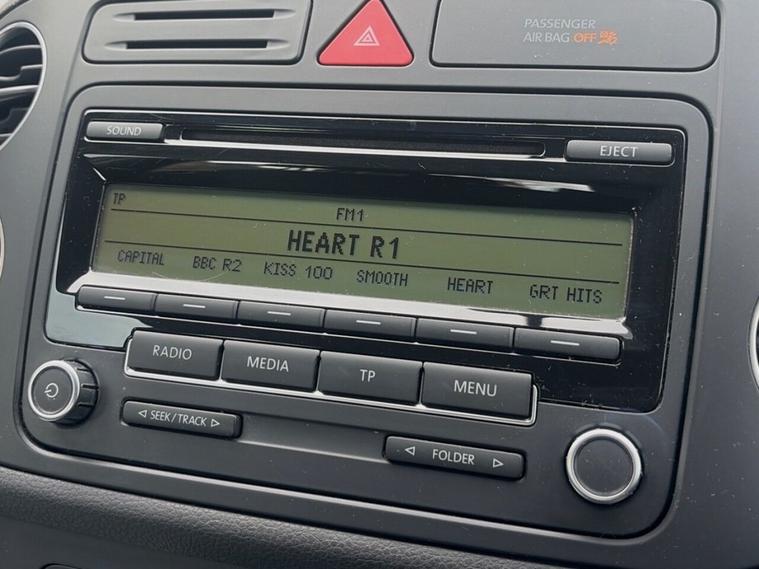 PASSENGER
AIR BAG OFF
SOUND
EJECT
TP
FM1
HEART R1
CAPITAL BBC R2 KISS 100 SMOOTH HEART GRT HITS
RADIO MEDIA TP MENU
SEEK/TRACK
FOLDER